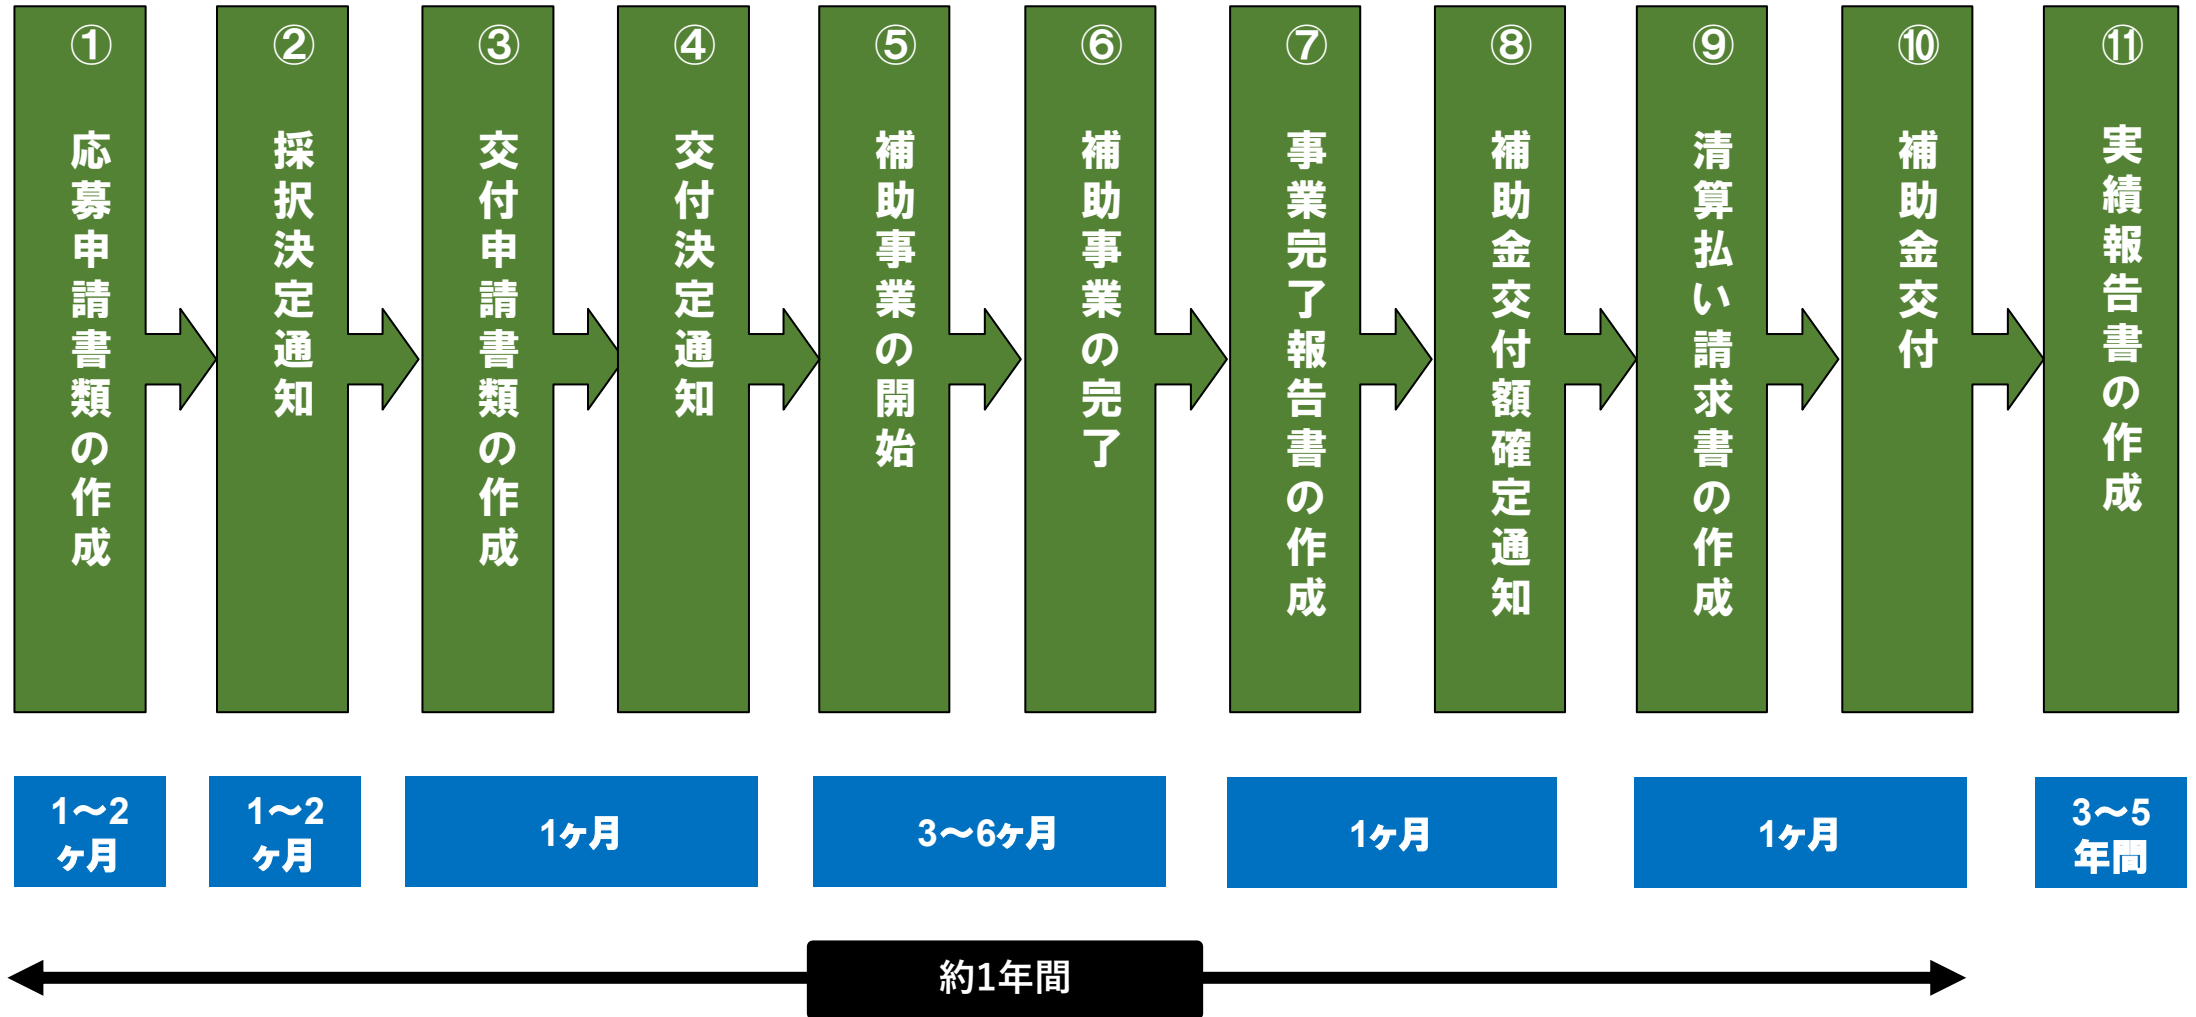 ①　応募申請書類の作成
②　採択決定通知
③　交付申請書類の作成
④　交付決定通知
⑤　補助事業の開始
⑥　補助事業の完了
⑦　事業完了報告書の作成
⑧　補助金交付額確定通知
⑨　清算払い請求書の作成
⑩　補助金交付
⑪　実績報告書の作成
1～2
ヶ月
1～2
ヶ月
1ヶ月
3～6ヶ月
1ヶ月
1ヶ月
3～5
年間
約1年間